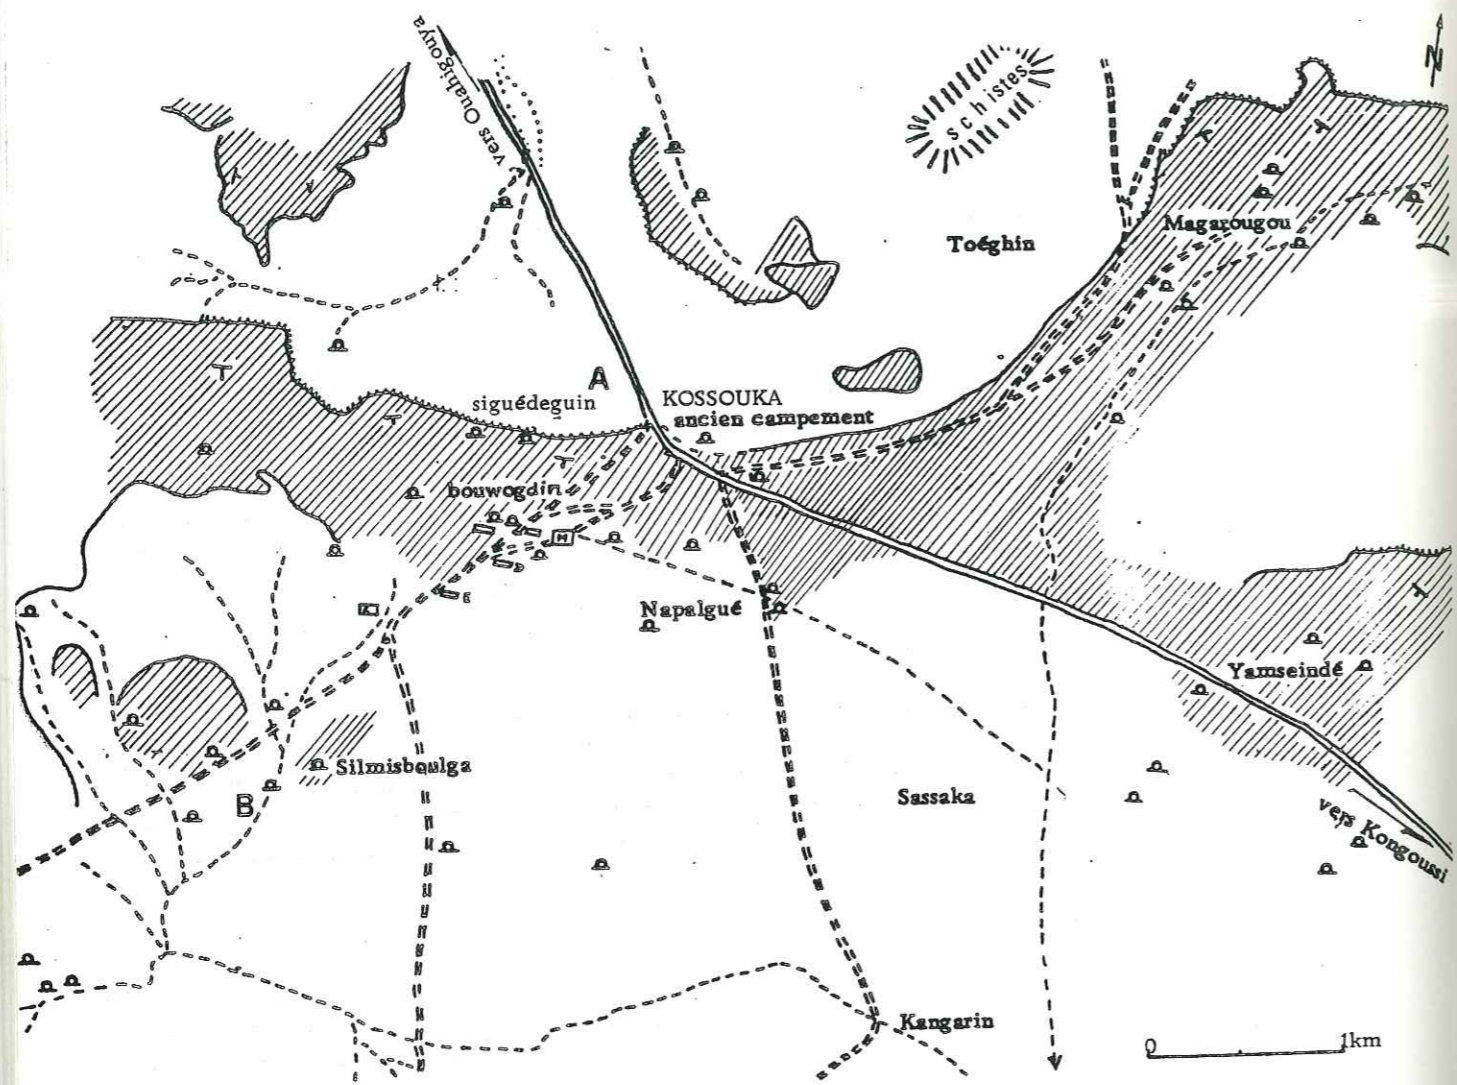 vers Ouahigouya
schistes
N
Toéghin
Magarougou
A
KOSSOUKA
siguédeguin
ancien campement
bouwogdin
M
Napalgué
Yamseindé
Silmisboulga
B
Sassaka
vers Kongoussi
Kangarin
0 1km